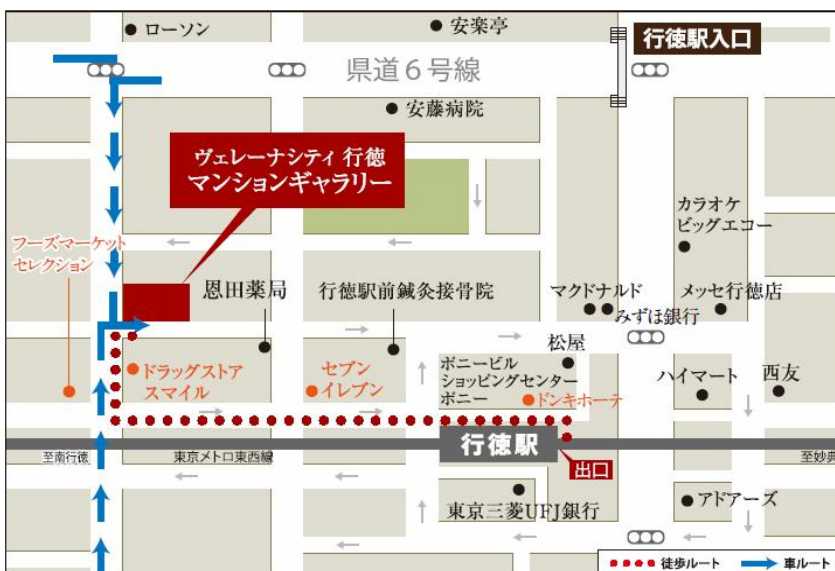 ローソン
安楽亭
行徳駅入口
県道6号線
安藤病院
ヴェレーナシティ 行徳
マンションギャラリー
カラオケ
ビッグエコー
フーズマーケット
セレクション
恩田薬局
行徳駅前鍼灸接骨院
マクドナルド
メッセ行徳店
みずほ銀行
松屋
ドラッグストア
スマイル
セブン
イレブン
ボニービル
ショッピングセンター
ボニー
ドンキホーテ
ハイマート
西友
行徳駅
至南行徳
東京メトロ東西線
出口
至妙典
東京三菱UFJ銀行
アドアーズ
徒歩ルート
車ルート